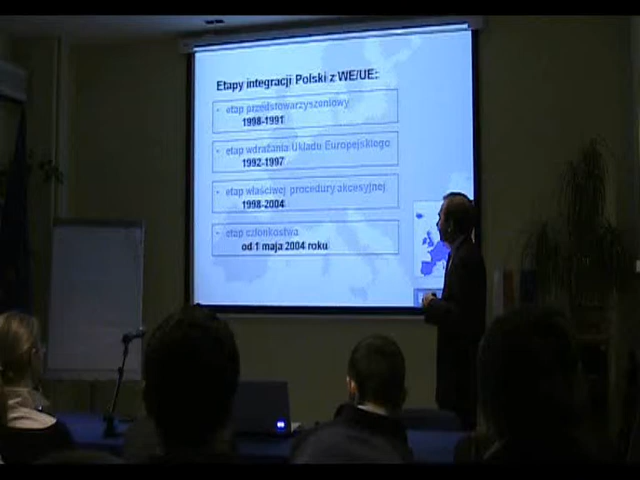 Etapy integracji Polski z WE/UE:
• etap przedstowarzyszeniowy
1998-1991
• etap wdrażania Układu Europejskiego
1992-1997
• etap właściwej procedury akcesyjnej
1998-2004
• etap członkostwa
od 1 maja 2004 roku